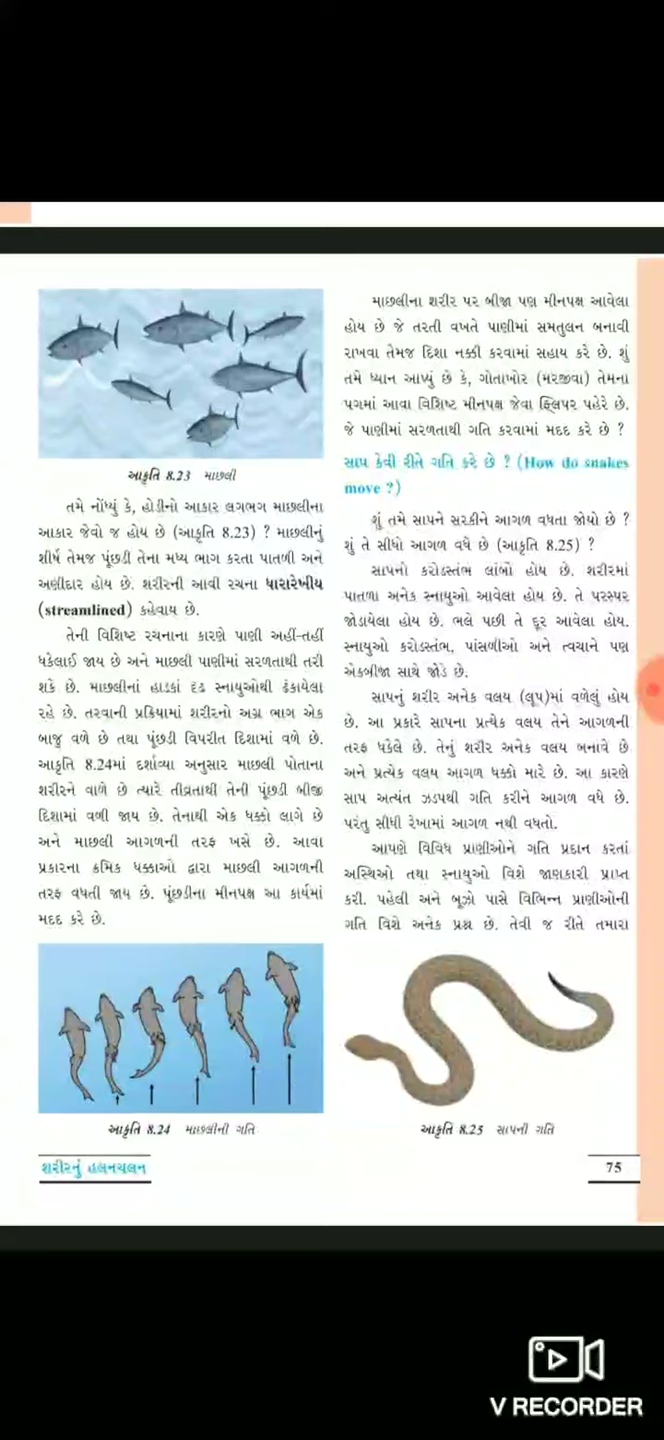 આકૃતિ 8.23 માછલી
તમે નોંધ્યું કે, હોડીનો આકાર લગભગ માછલીના
આકાર જેવો જ હોય છે (આકૃતિ 8.23) ? માછલીનું
શીર્ષ તેમજ પૂંછડી તેના મધ્ય ભાગ કરતા પાતળી અને
અણીદાર હોય છે. શરીરની આવી રચના ધારારેખીય
(streamlined) કહેવાય છે.
તેની વિશિષ્ટ રચનાના કારણે પાણી અહીં-તહીં
ધકેલાઈ જાય છે અને માછલી પાણીમાં સરળતાથી તરી
શકે છે. માછલીનાં હાડકાં દૃઢ સ્નાયુઓથી ઢંકાયેલા
રહે છે. તરવાની પ્રક્રિયામાં શરીરનો અગ્ર ભાગ એક
બાજુ વળે છે તથા પૂંછડી વિપરીત દિશામાં વળે છે.
આકૃતિ 8.24માં દર્શાવ્યા અનુસાર માછલી પોતાના
શરીરને વાળે છે ત્યારે તીવ્રતાથી તેની પૂંછડી બીજી
દિશામાં વળી જાય છે. તેનાથી એક ધક્કો લાગે છે
અને માછલી આગળની તરફ ખસે છે. આવા
પ્રકારના ક્રમિક ધક્કાઓ દ્વારા માછલી આગળની
તરફ વધતી જાય છે. પૂંછડીના મીનપક્ષ આ કાર્યમાં
મદદ કરે છે.
આકૃતિ 8.24 માછલીની ગતિ
માછલીના શરીર પર બીજા પણ મીનપક્ષ આવેલા
હોય છે જે તરતી વખતે પાણીમાં સમતુલન બનાવી
રાખવા તેમજ દિશા નક્કી કરવામાં સહાય કરે છે. શું
તમે ધ્યાન આપ્યું છે કે, ગોતાખોર (મરજીવા) તેમના
પગમાં આવા વિશિષ્ટ મીનપક્ષ જેવા ફ્લિપર પહેરે છે.
જે પાણીમાં સરળતાથી ગતિ કરવામાં મદદ કરે છે ?
સાપ કેવી રીતે ગતિ કરે છે ? (How do snakes
move ?)
શું તમે સાપને સરકીને આગળ વધતા જોયો છે ?
શું તે સીધો આગળ વધે છે (આકૃતિ 8.25) ?
સાપનો કરોડસ્તંભ લાંબો હોય છે. શરીરમાં
પાતળા અનેક સ્નાયુઓ આવેલા હોય છે. તે પરસ્પર
જોડાયેલા હોય છે. ભલે પછી તે દૂર આવેલા હોય.
સ્નાયુઓ કરોડસ્તંભ, પાંસળીઓ અને ત્વચાને પણ
એકબીજા સાથે જોડે છે.
સાપનું શરીર અનેક વલય (લૂપ)માં વળેલું હોય
છે. આ પ્રકારે સાપના પ્રત્યેક વલય તેને આગળની
તરફ ધકેલે છે. તેનું શરીર અનેક વલય બનાવે છે
અને પ્રત્યેક વલય આગળ ધક્કો મારે છે. આ કારણે
સાપ અત્યંત ઝડપથી ગતિ કરીને આગળ વધે છે.
પરંતુ સીધી રેખામાં આગળ નથી વધતો.
આપણે વિવિધ પ્રાણીઓને ગતિ પ્રદાન કરતાં
અસ્થિઓ તથા સ્નાયુઓ વિશે જાણકારી પ્રાપ્ત
કરી. પહેલી અને બૂઝો પાસે વિભિન્ન પ્રાણીઓની
ગતિ વિશે અનેક પ્રશ્ન છે. તેવી જ રીતે તમારા
આકૃતિ 8.25 સાપની ગતિ
શરીરનું હલનચલન
75
V RECORDER